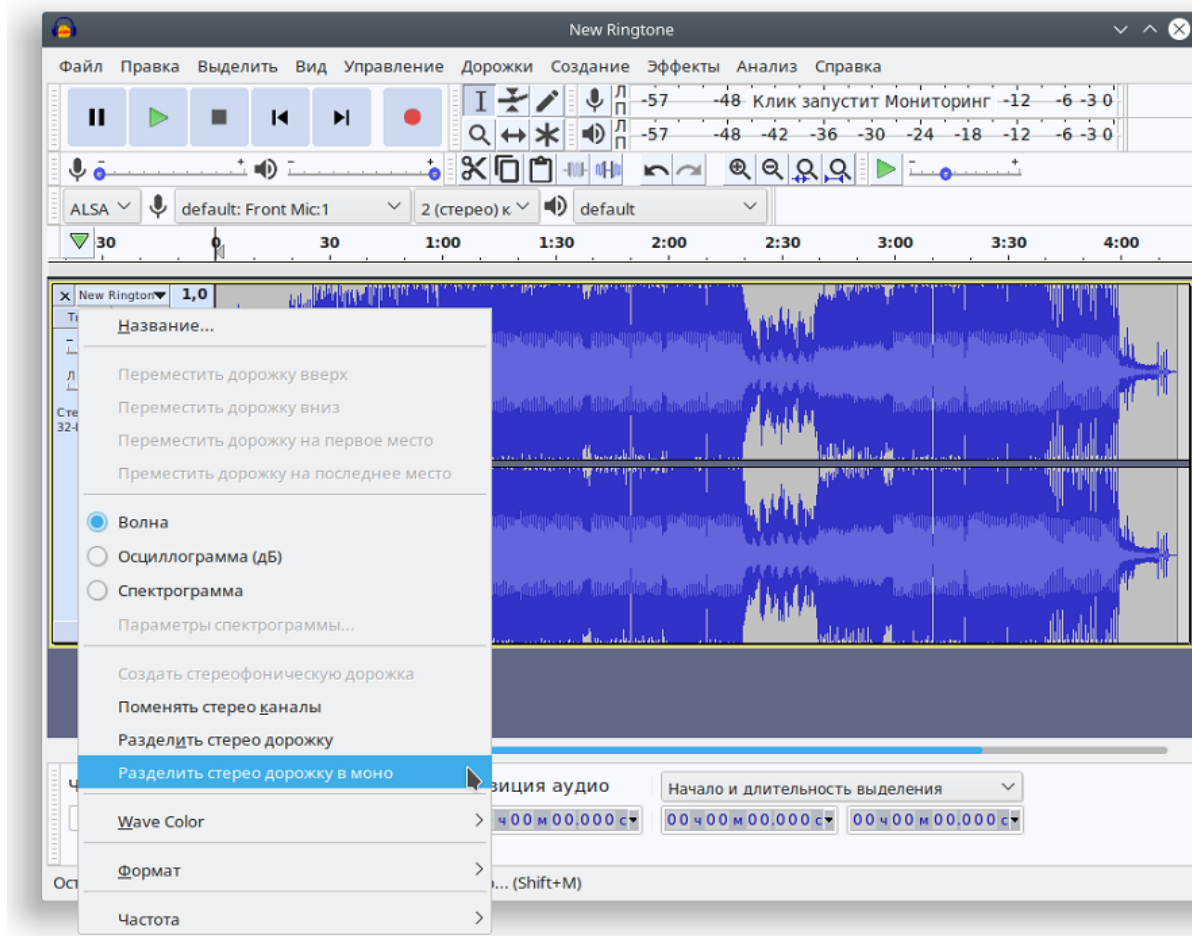 New Ringtone
Файл Правка Выделить Вид Управление Дорожки Создание Эффекты Анализ Справка
Л П -57 -48 Клик запустит Мониторинг -12 -6 -3 0
Л П -57 -48 -42 -36 -30 -24 -18 -12 -6 -3 0
ALSA default: Front Mic:1 2 (стерео) к default
30 0 30 1:00 1:30 2:00 2:30 3:00 3:30 4:00
New Rington 1,0
Название...
Переместить дорожку вверх
Переместить дорожку вниз
Переместить дорожку на первое место
Преместить дорожку на последнее место
Волна
Осциллограмма (дБ)
Спектрограмма
Параметры спектрограммы...
Создать стереофоническую дорожка
Поменять стерео каналы
Разделить стерео дорожку
Разделить стерео дорожку в моно
Wave Color
Формат
Частота
зиция аудио Начало и длительность выделения
ч 00 м 00.000 с 00 ч 00 м 00.000 с 00 ч 00 м 00.000 с
... (Shift+M)